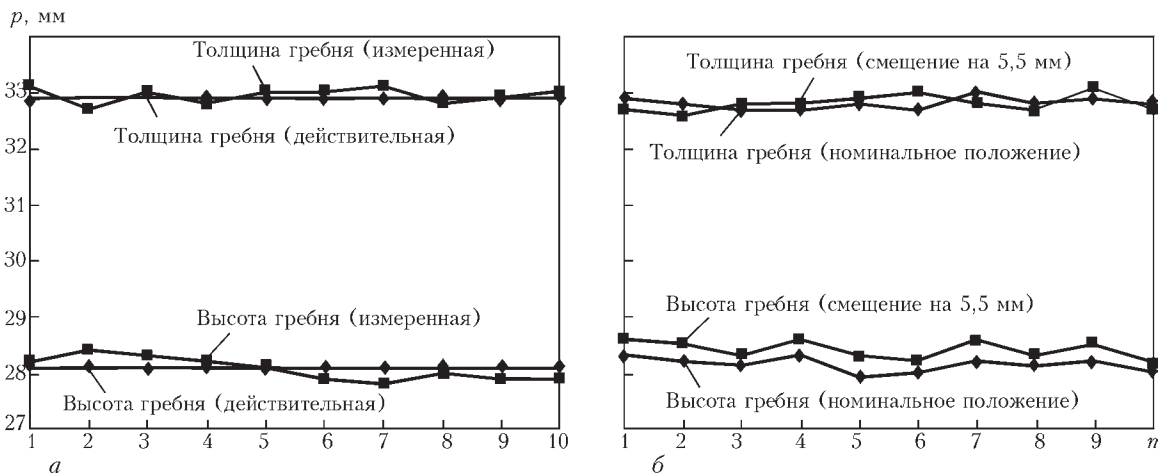 p, мм
Толщина гребня (измеренная)
Толщина гребня (действительная)
Высота гребня (измеренная)
Высота гребня (действительная)
33
32
31
30
29
28
27
1 2 3 4 5 6 7 8 9 10
а
Толщина гребня (смещение на 5,5 мм)
Толщина гребня (номинальное положение)
Высота гребня (смещение на 5,5 мм)
Высота гребня (номинальное положение)
1 2 3 4 5 6 7 8 9 n
б